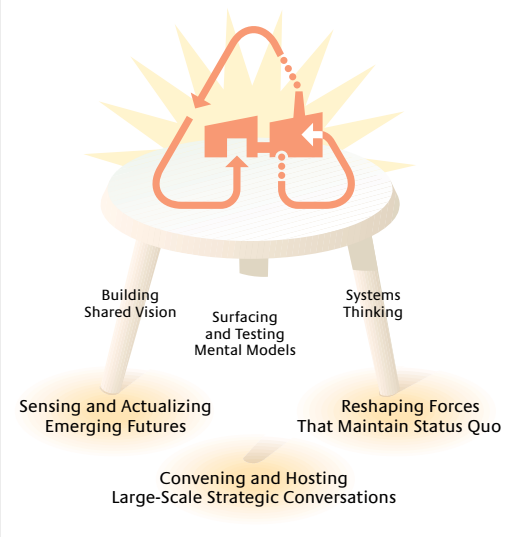 Building
Shared Vision
Surfacing
and Testing
Mental Models
Systems
Thinking
Sensing and Actualizing
Emerging Futures
Reshaping Forces
That Maintain Status Quo
Convening and Hosting
Large-Scale Strategic Conversations